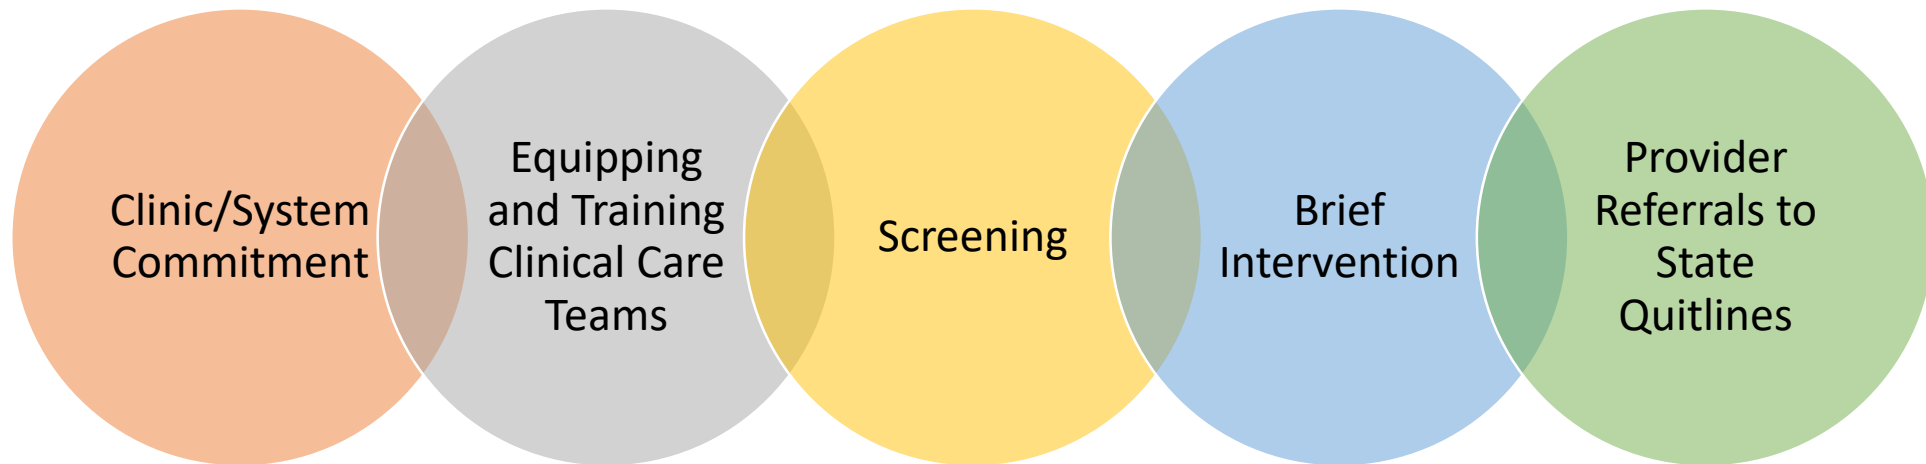 Clinic/System
Commitment
Equipping
and Training
Clinical Care
Teams
Screening
Brief
Intervention
Provider
Referrals to
State
Quitlines